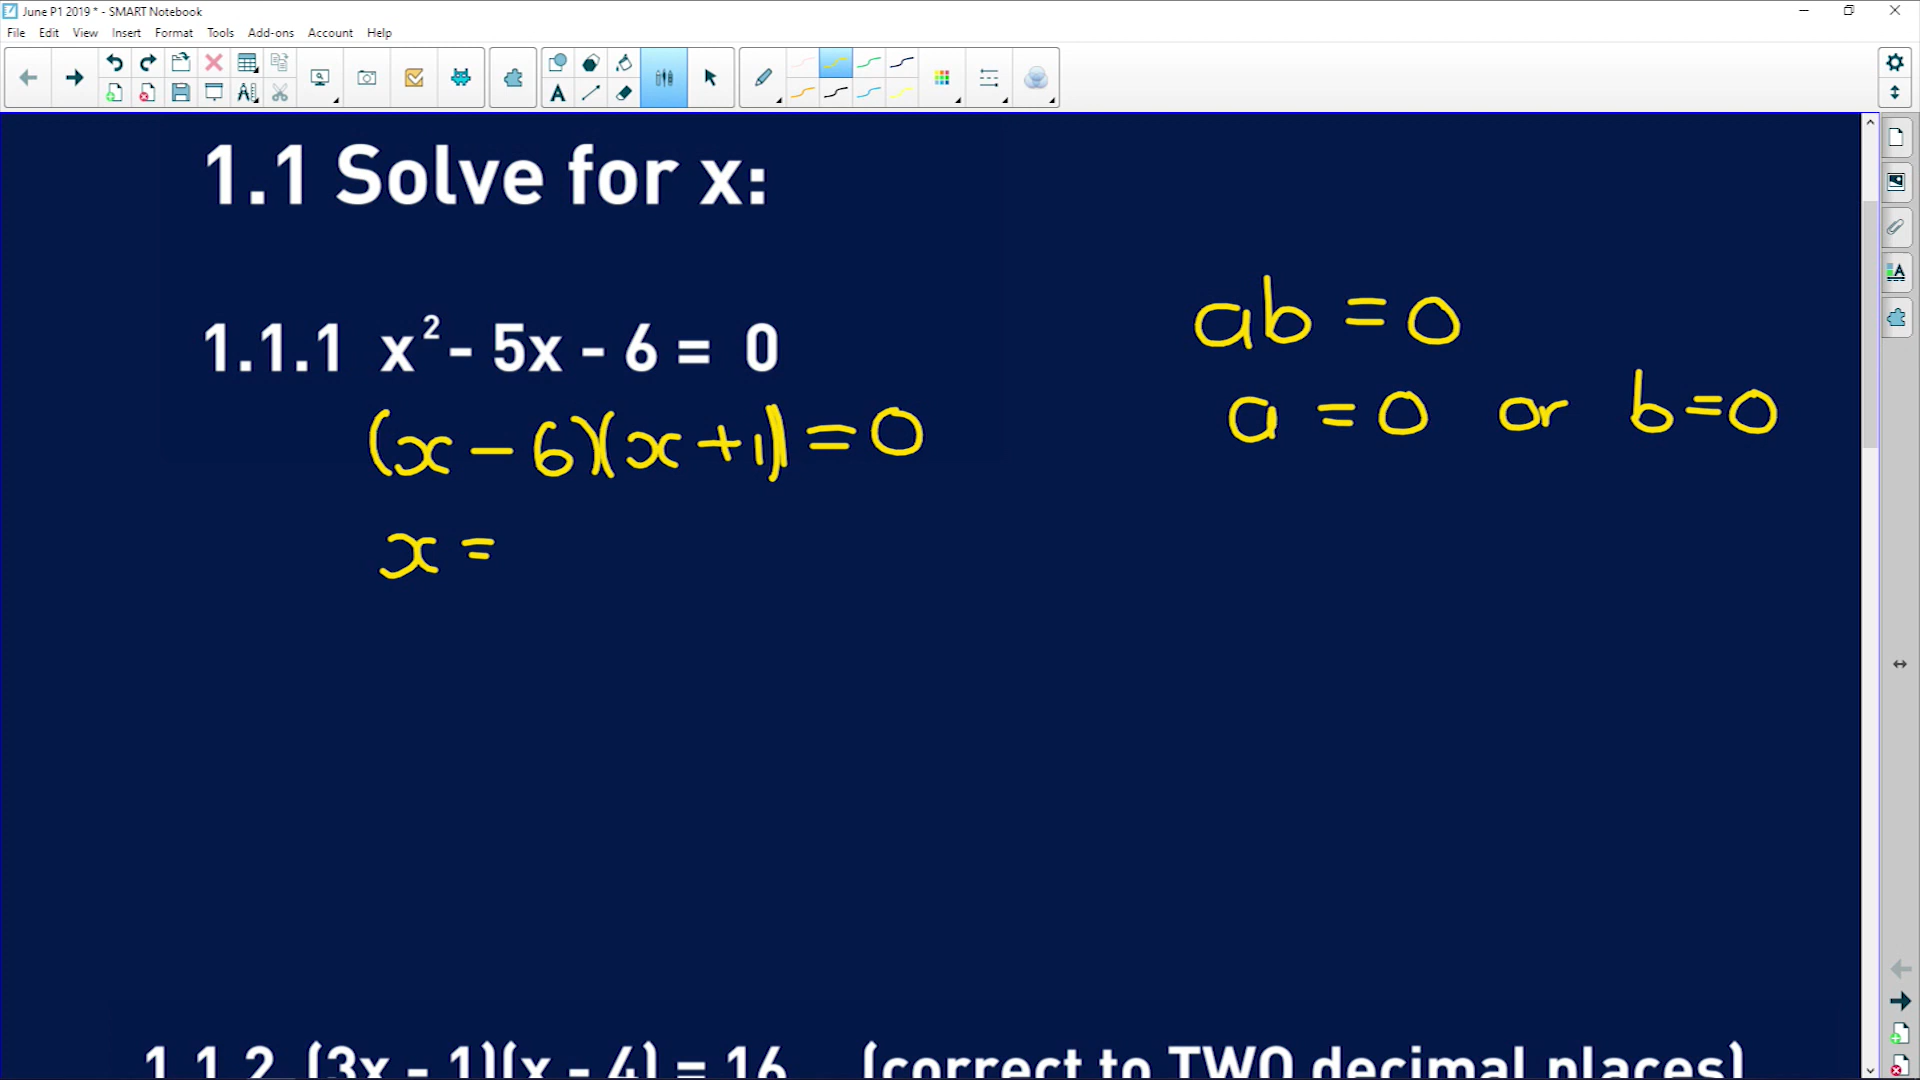 June P1 2019 * - SMART Notebook
File Edit View Insert Format Tools Add-ons Account Help
1.1 Solve for x:
1.1.1 x² - 5x - 6 = 0
(x - 6)(x + 1) = 0
x =
ab = 0
a = 0 or b = 0
1.1.2 (3x - 1)(x - 4) = 16 (correct to TWO decimal places)